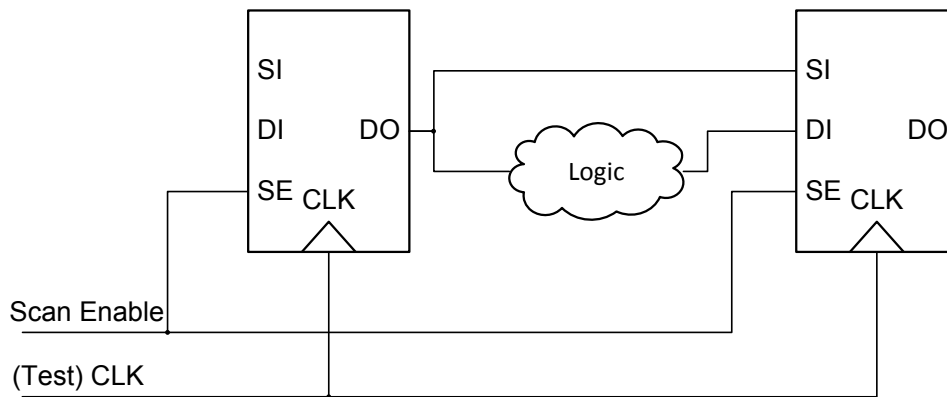 SI
DI DO
SE
CLK
Logic
SI
DI DO
SE
CLK
Scan Enable
(Test) CLK